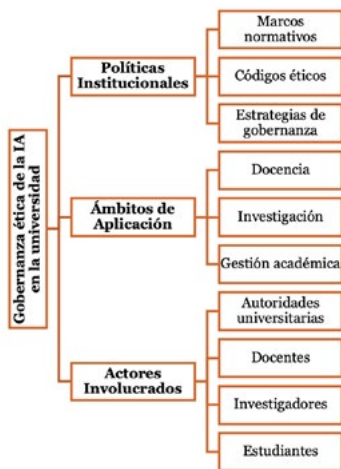 Gobernanza ética de la IA
en la universidad
Políticas
Institucionales
Marcos
normativos
Códigos éticos
Estrategias de
gobernanza
Ámbitos de
Aplicación
Docencia
Investigación
Gestión académica
Actores
Involucrados
Autoridades
universitarias
Docentes
Investigadores
Estudiantes